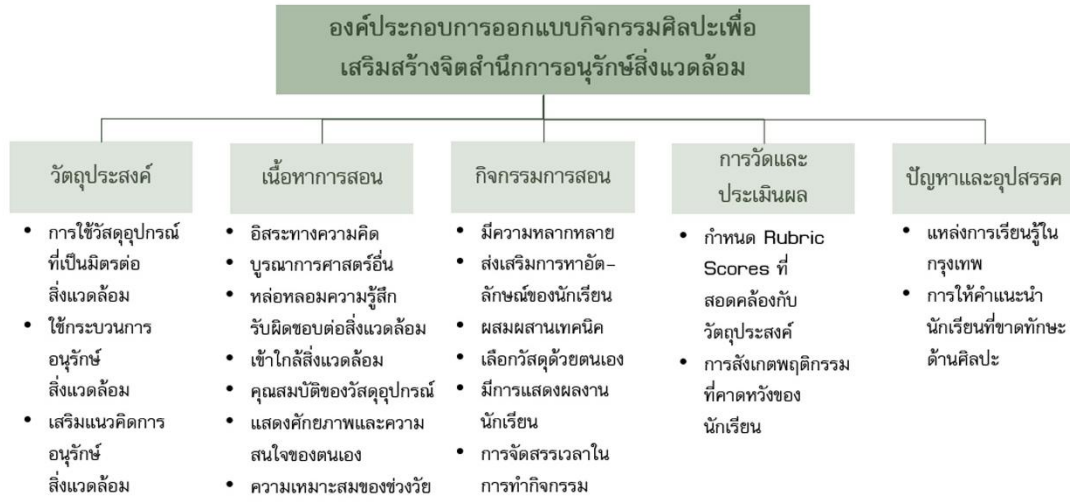 องค์ประกอบการออกแบบกิจกรรมศิลปะเพื่อ
เสริมสร้างจิตสำนึกการอนุรักษ์สิ่งแวดล้อม
วัตถุประสงค์
• การใช้วัสดุอุปกรณ์
ที่เป็นมิตรต่อ
สิ่งแวดล้อม
• ใช้กระบวนการ
อนุรักษ์
สิ่งแวดล้อม
• เสริมแนวคิดการ
อนุรักษ์
สิ่งแวดล้อม
เนื้อหาการสอน
• อิสระทางความคิด
• บูรณาการศาสตร์อื่น
• หล่อหลอมความรู้สึก
รับผิดชอบต่อสิ่งแวดล้อม
• เข้าใกล้สิ่งแวดล้อม
• คุณสมบัติของวัสดุอุปกรณ์
• แสดงศักยภาพและความ
สนใจของตนเอง
• ความเหมาะสมของช่วงวัย
กิจกรรมการสอน
• มีความหลากหลาย
• ส่งเสริมการหาอัต-
ลักษณ์ของนักเรียน
• ผสมผสานเทคนิค
• เลือกวัสดุด้วยตนเอง
• มีการแสดงผลงาน
นักเรียน
• การจัดสรรเวลาใน
การทำกิจกรรม
การวัดและ
ประเมินผล
• กำหนด Rubric
Scores ที่
สอดคล้องกับ
วัตถุประสงค์
• การสังเกตพฤติกรรม
ที่คาดหวังของ
นักเรียน
ปัญหาและอุปสรรค
• แหล่งการเรียนรู้ใน
กรุงเทพ
• การให้คำแนะนำ
นักเรียนที่ขาดทักษะ
ด้านศิลปะ